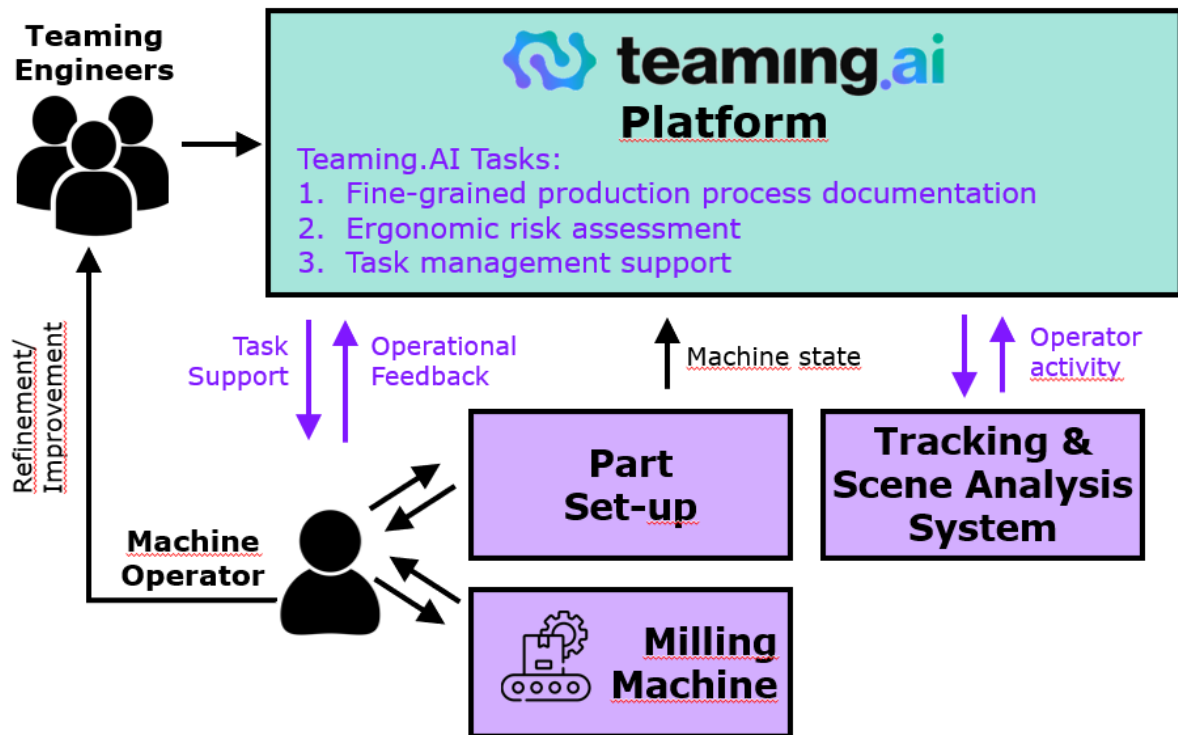 Teaming
Engineers
teaming.ai
Platform
Teaming.AI Tasks:
1. Fine-grained production process documentation
2. Ergonomic risk assessment
3. Task management support
Refinement/
Improvement
Task
Support
Operational
Feedback
Machine state
Operator
activity
Part
Set-up
Tracking &
Scene Analysis
System
Machine
Operator
Milling
Machine